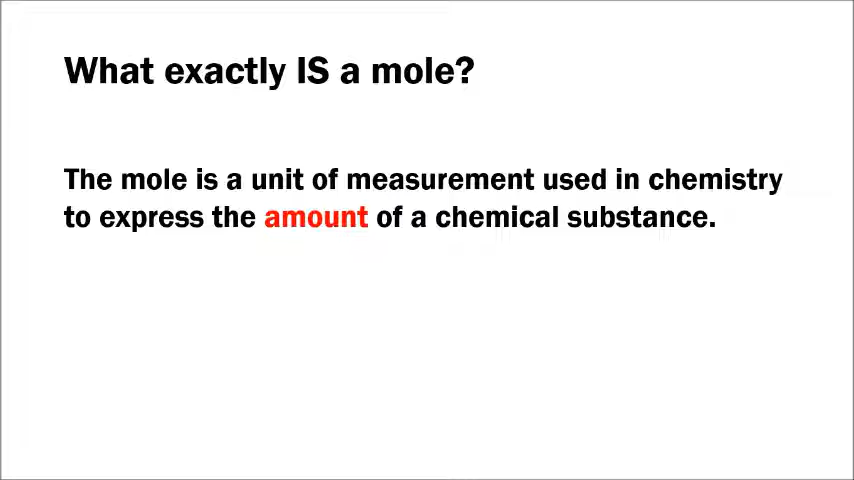 What exactly IS a mole?
The mole is a unit of measurement used in chemistry
to express the amount of a chemical substance.